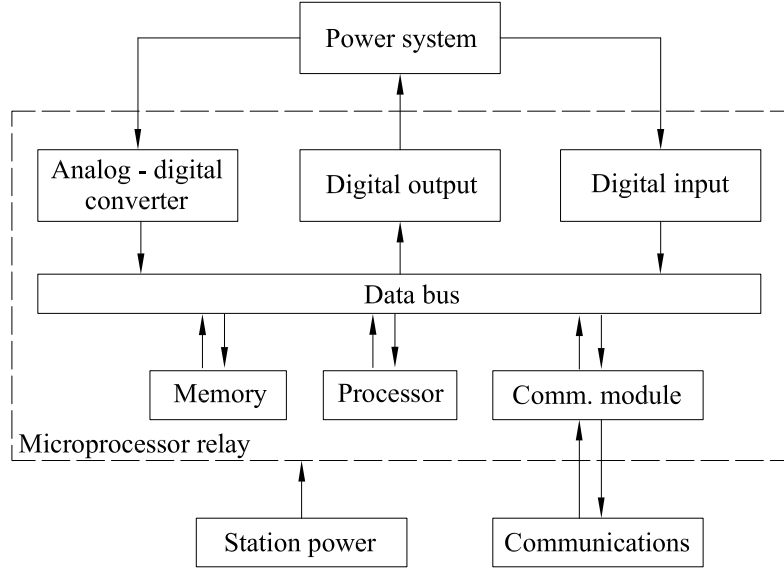 Power system
Analog - digital
converter
Digital output
Digital input
Data bus
Memory
Processor
Comm. module
Microprocessor relay
Station power
Communications